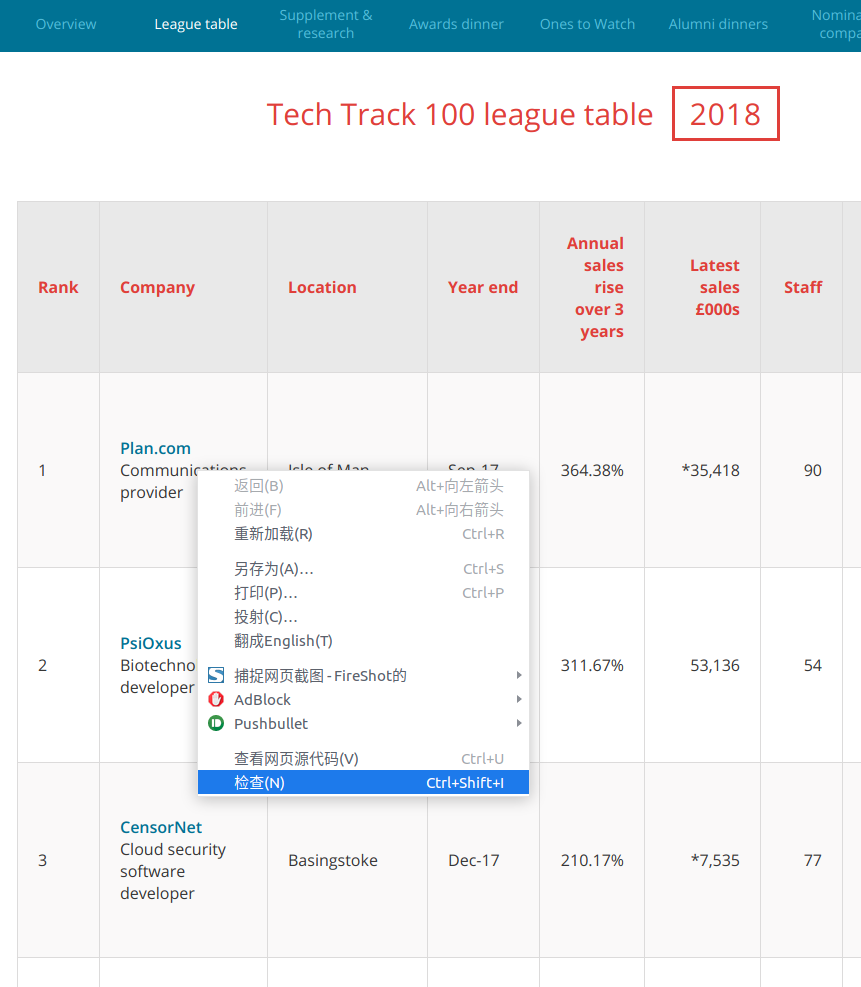 Overview
League table
Supplement &
research
Awards dinner
Ones to Watch
Alumni dinners
Tech Track 100 league table
2018
Rank
Company
Location
Year end
Annual
sales
rise
over 3
years
Latest
sales
£000s
Staff
1
Plan.com
Communications
provider
Isle of Man
Sep-17
364.38%
*35,418
90
返回(B) Alt+向左箭头
前进(F) Alt+向右箭头
重新加载(R) Ctrl+R
另存为(A)... Ctrl+S
打印(P)... Ctrl+P
投射(C)...
翻成English(T)
捕捉网页截图 - FireShot的
AdBlock
Pushbullet
查看网页源代码(V) Ctrl+U
检查(N) Ctrl+Shift+I
2
PsiOxus
developer
311.67%
53,136
54
3
CensorNet
Cloud security
software
developer
Basingstoke
Dec-17
210.17%
*7,535
77